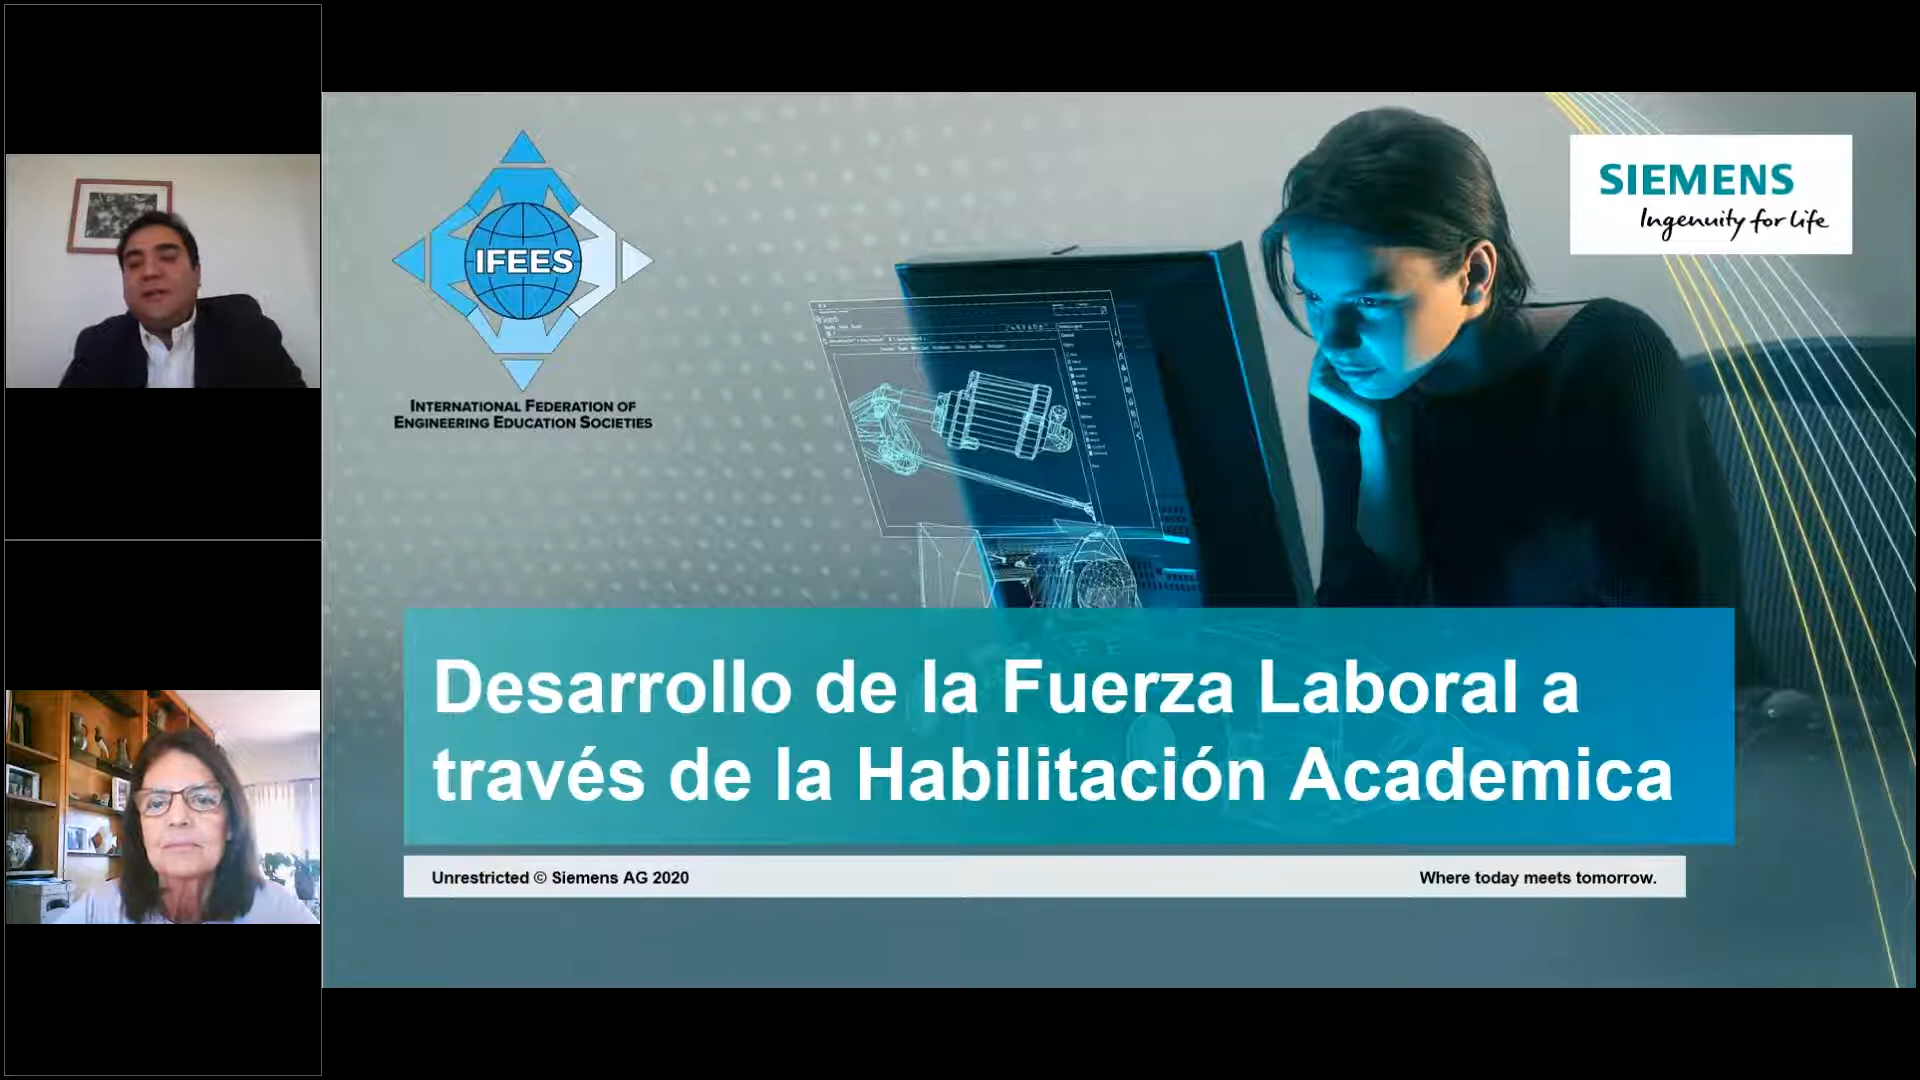 IFEES
INTERNATIONAL FEDERATION OF
ENGINEERING EDUCATION SOCIETIES
SIEMENS
Ingenuity for life
Desarrollo de la Fuerza Laboral a
través de la Habilitación Academica
Unrestricted © Siemens AG 2020
Where today meets tomorrow.